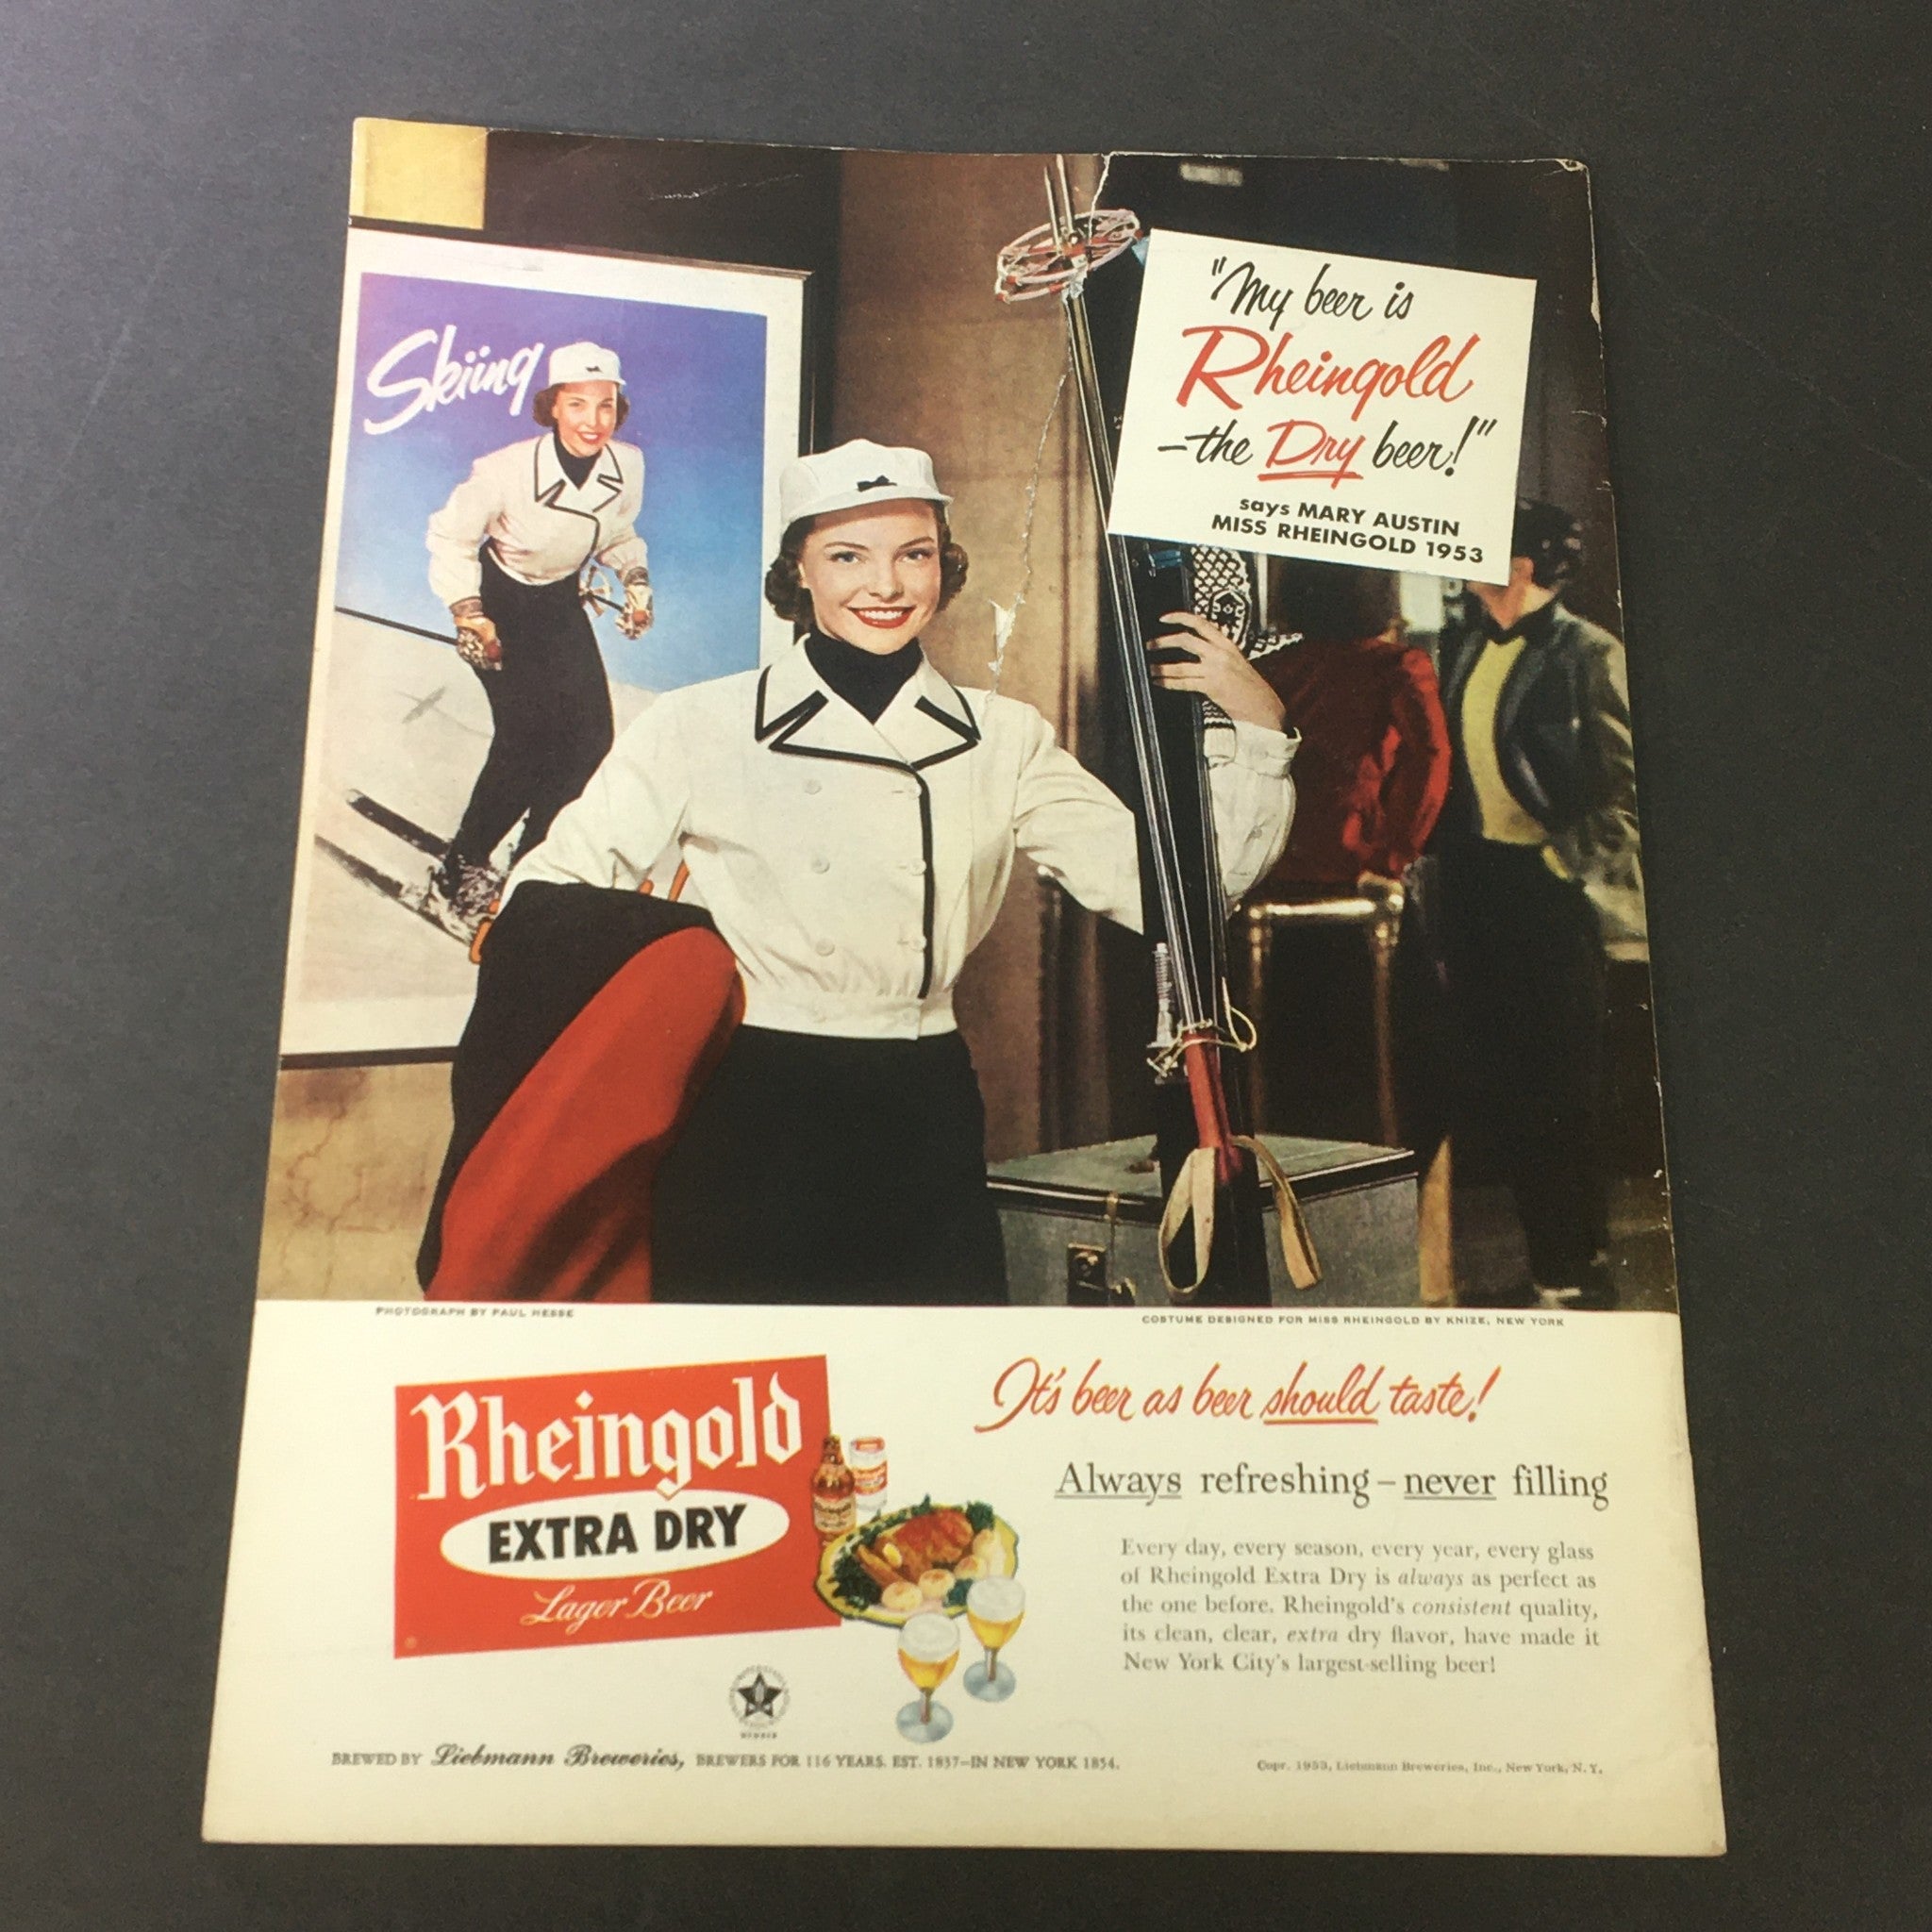 Skiing
"My beer is
Rheingold
—the Dry beer!"
says MARY AUSTIN
MISS RHEINGOLD 1953
PHOTOGRAPH BY PAUL HESSE
COSTUME DESIGNED FOR MISS RHEINGOLD BY KNIZE, NEW YORK
Rheingold
EXTRA DRY
Lager Beer
®
It's beer as beer should taste!
Always refreshing – never filling
Every day, every season, every year, every glass
of Rheingold Extra Dry is always as perfect as
the one before. Rheingold's consistent quality,
its clean, clear, extra dry flavor, have made it
New York City's largest-selling beer!
MEMBER
BREWED BY Liebmann Breweries, BREWERS FOR 116 YEARS. EST. 1837—IN NEW YORK 1854.
Copr. 1953, Liebmann Breweries, Inc., New York, N. Y.